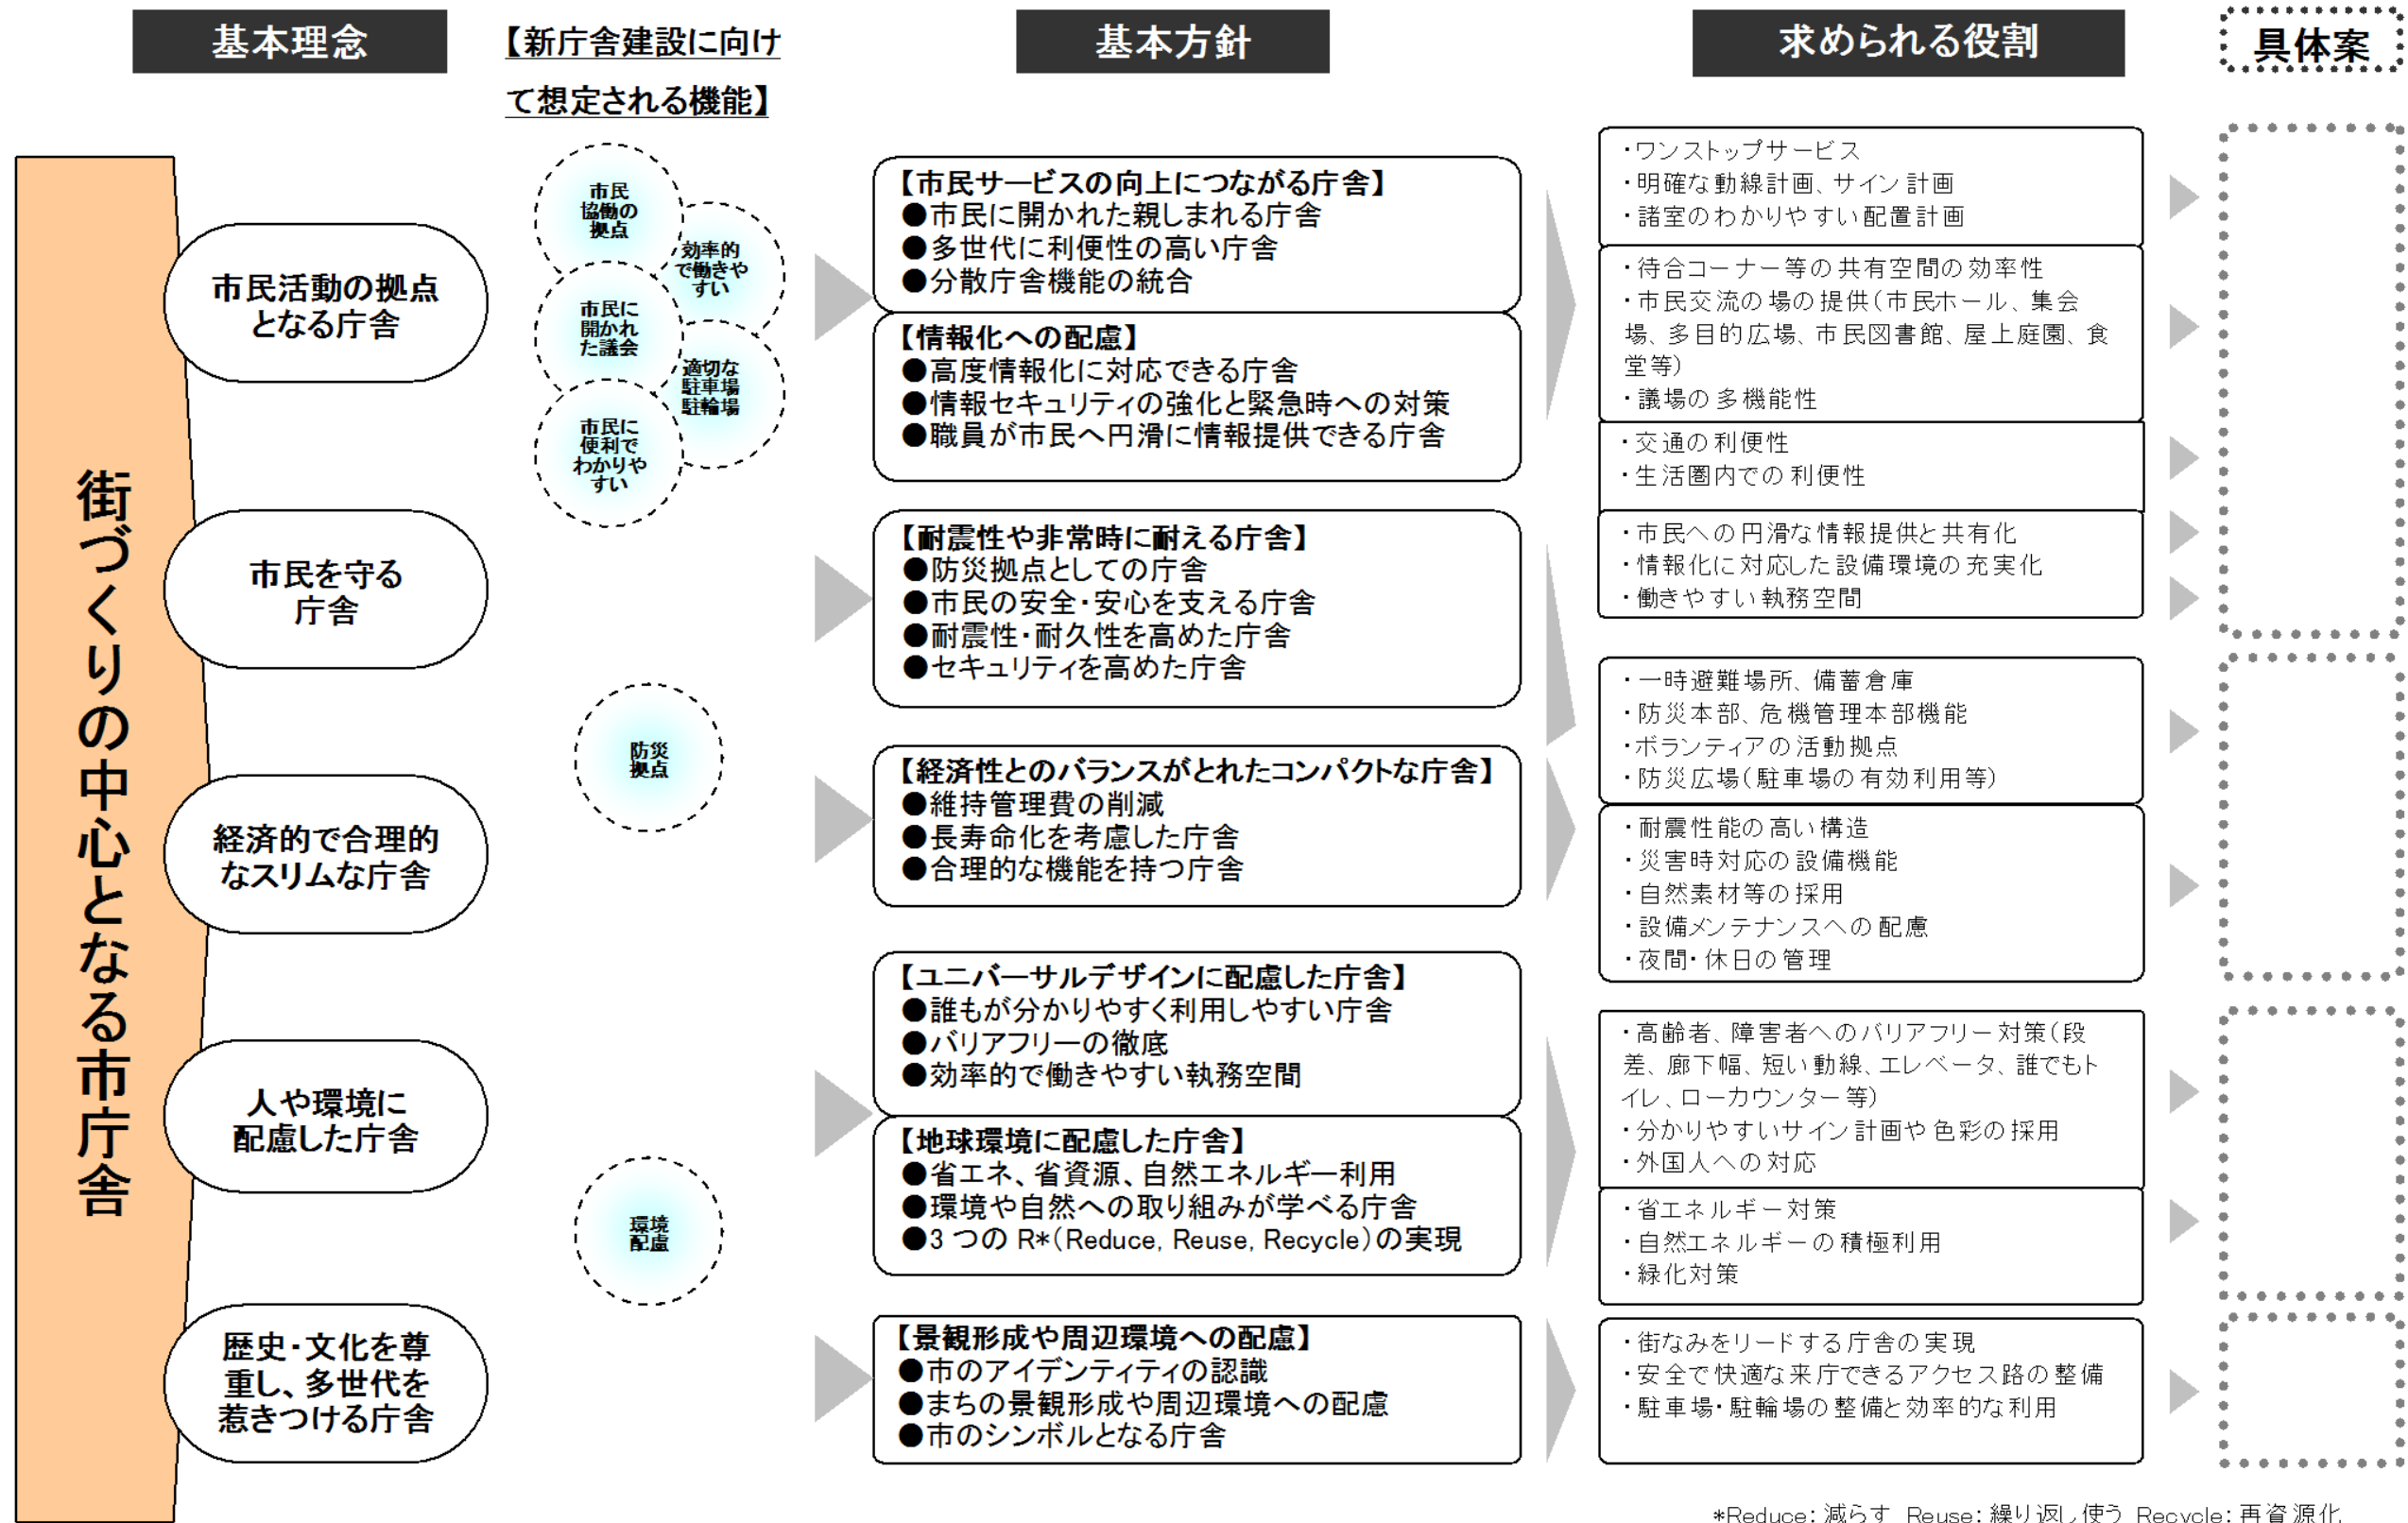 基本理念
【新庁舎建設に向け
て想定される機能】
基本方針
求められる役割
具体案
街づくりの中心となる市庁舎
市民活動の拠点
となる庁舎
市民を守る
庁舎
経済的で合理的
なスリムな庁舎
人や環境に
配慮した庁舎
歴史・文化を尊
重し、多世代を
惹きつける庁舎
市民
協働の
拠点
効率的
で働きや
すい
市民に
開かれ
た議会
適切な
駐車場
駐輪場
市民に
便利で
わかりや
すい
防災
拠点
環境
配慮
【市民サービスの向上につながる庁舎】
●市民に開かれた親しまれる庁舎
●多世代に利便性の高い庁舎
●分散庁舎機能の統合
【情報化への配慮】
●高度情報化に対応できる庁舎
●情報セキュリティの強化と緊急時への対策
●職員が市民へ円滑に情報提供できる庁舎
【耐震性や非常時に耐える庁舎】
●防災拠点としての庁舎
●市民の安全・安心を支える庁舎
●耐震性・耐久性を高めた庁舎
●セキュリティを高めた庁舎
【経済性とのバランスがとれたコンパクトな庁舎】
●維持管理費の削減
●長寿命化を考慮した庁舎
●合理的な機能を持つ庁舎
【ユニバーサルデザインに配慮した庁舎】
●誰もが分かりやすく利用しやすい庁舎
●バリアフリーの徹底
●効率的で働きやすい執務空間
【地球環境に配慮した庁舎】
●省エネ、省資源、自然エネルギー利用
●環境や自然への取り組みが学べる庁舎
●3つのR*(Reduce, Reuse, Recycle)の実現
【景観形成や周辺環境への配慮】
●市のアイデンティティの認識
●まちの景観形成や周辺環境への配慮
●市のシンボルとなる庁舎
・ワンストップサービス
・明確な動線計画、サイン計画
・諸室のわかりやすい配置計画
・待合コーナー等の共有空間の効率性
・市民交流の場の提供(市民ホール、集会
場、多目的広場、市民図書館、屋上庭園、食
堂等)
・議場の多機能性
・交通の利便性
・生活圏内での利便性
・市民への円滑な情報提供と共有化
・情報化に対応した設備環境の充実化
・働きやすい執務空間
・一時避難場所、備蓄倉庫
・防災本部、危機管理本部機能
・ボランティアの活動拠点
・防災広場(駐車場の有効利用等)
・耐震性能の高い構造
・災害時対応の設備機能
・自然素材等の採用
・設備メンテナンスへの配慮
・夜間・休日の管理
・高齢者、障害者へのバリアフリー対策(段
差、廊下幅、短い動線、エレベータ、誰でもト
イレ、ローカウンター等)
・分かりやすいサイン計画や色彩の採用
・外国人への対応
・省エネルギー対策
・自然エネルギーの積極利用
・緑化対策
・街なみをリードする庁舎の実現
・安全で快適な来庁できるアクセス路の整備
・駐車場・駐輪場の整備と効率的な利用
*Reduce:減らす Reuse:繰り返し使う Recycle:再資源化